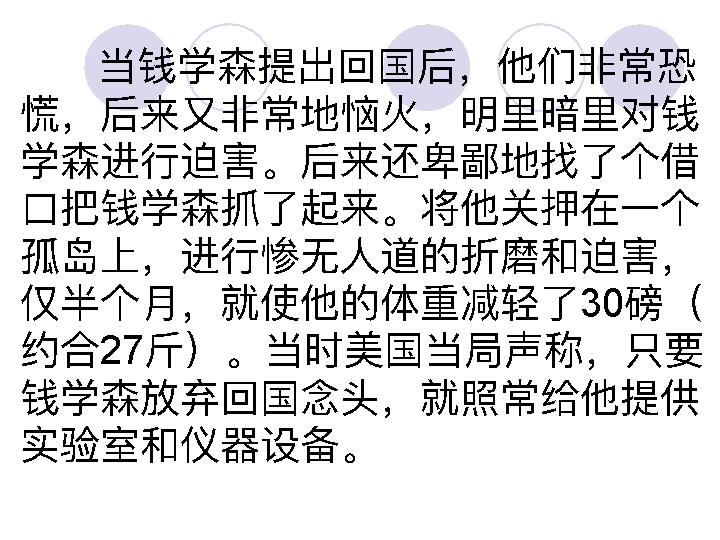 当钱学森提出回国后，他们非常恐
慌，后来又非常地恼火，明里暗里对钱
学森进行迫害。后来还卑鄙地找了个借
口把钱学森抓了起来。将他关押在一个
孤岛上，进行惨无人道的折磨和迫害，
仅半个月，就使他的体重减轻了30磅（
约合27斤）。当时美国当局声称，只要
钱学森放弃回国念头，就照常给他提供
实验室和仪器设备。